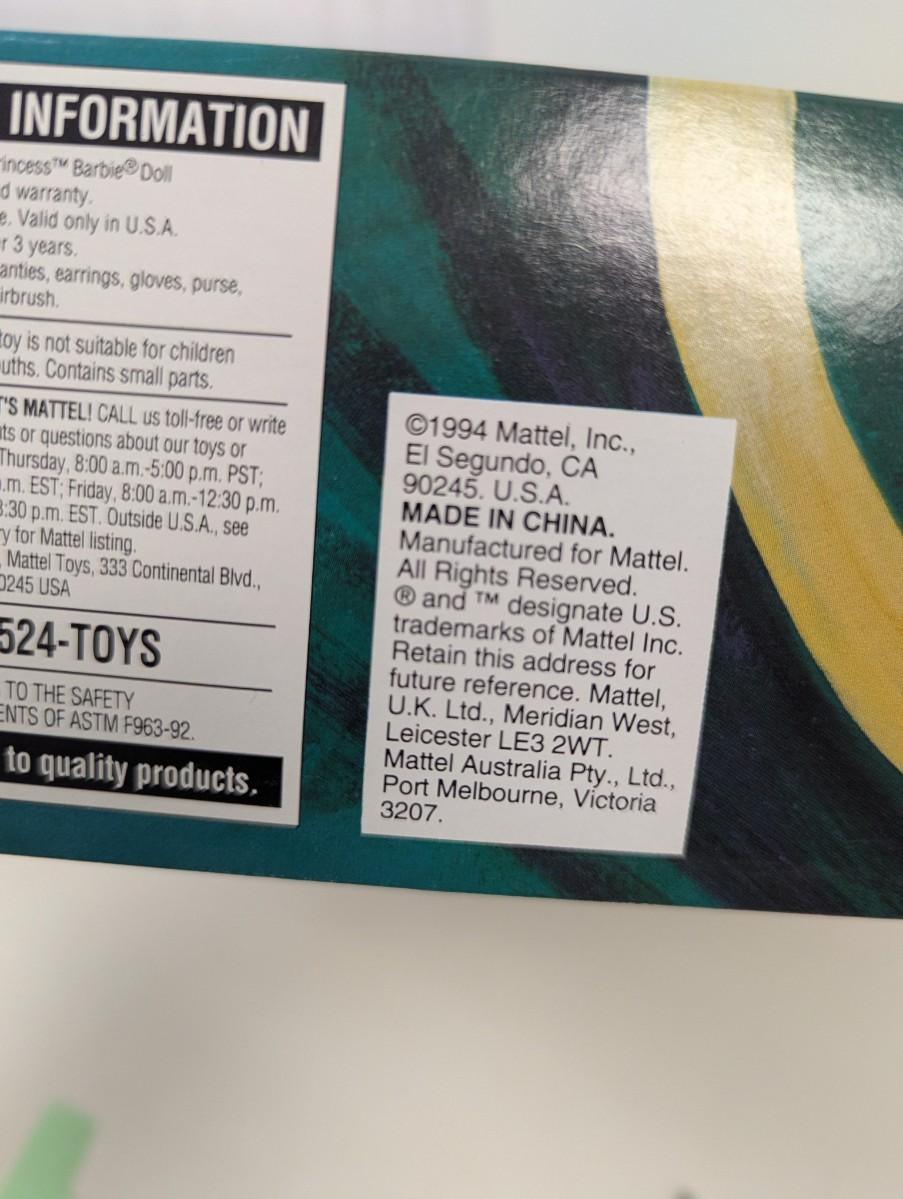 INFORMATION
rincess™ Barbie® Doll
d warranty.
e. Valid only in U.S.A.
r 3 years.
anties, earrings, gloves, purse,
irbrush.
toy is not suitable for children
uths. Contains small parts.
T'S MATTEL! CALL us toll-free or write
ts or questions about our toys or
Thursday, 8:00 a.m.-5:00 p.m. PST;
.m. EST; Friday, 8:00 a.m.-12:30 p.m.
3:30 p.m. EST. Outside U.S.A., see
ry for Mattel listing.
, Mattel Toys, 333 Continental Blvd.,
0245 USA
524-TOYS
TO THE SAFETY
ENTS OF ASTM F963-92.
to quality products.
©1994 Mattel, Inc.,
El Segundo, CA
90245. U.S.A.
MADE IN CHINA.
Manufactured for Mattel.
All Rights Reserved.
® and ™ designate U.S.
trademarks of Mattel Inc.
Retain this address for
future reference. Mattel,
U.K. Ltd., Meridian West,
Leicester LE3 2WT.
Mattel Australia Pty., Ltd.,
Port Melbourne, Victoria
3207.